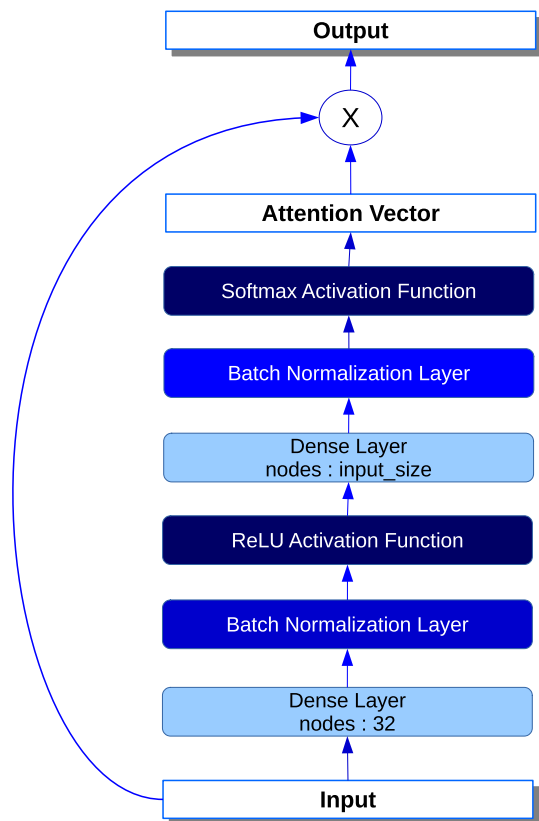 Output
X
Attention Vector
Softmax Activation Function
Batch Normalization Layer
Dense Layer
nodes : input_size
ReLU Activation Function
Batch Normalization Layer
Dense Layer
nodes : 32
Input